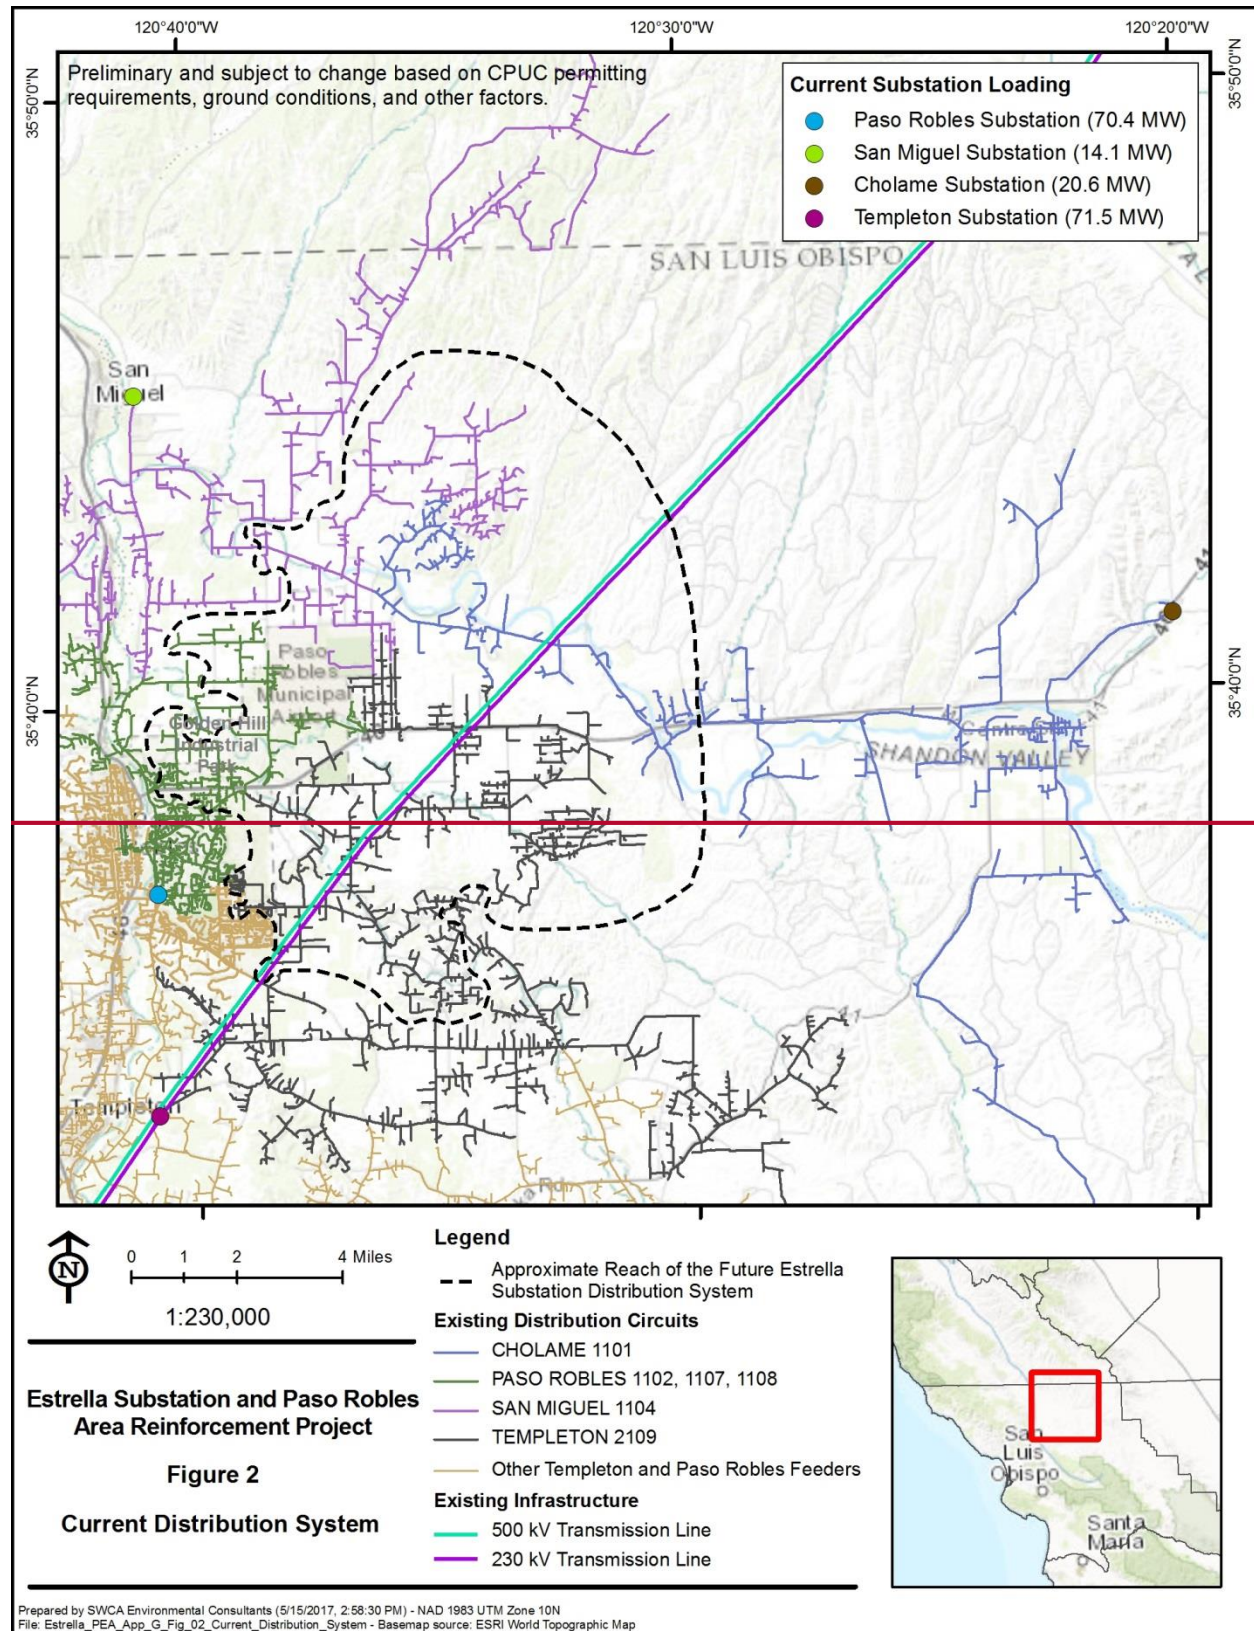 120°40'0"W
120°30'0"W
120°20'0"W
35°50'0"N
35°50'0"N
Preliminary and subject to change based on CPUC permitting
requirements, ground conditions, and other factors.
Current Substation Loading
Paso Robles Substation (70.4 MW)
San Miguel Substation (14.1 MW)
Cholame Substation (20.6 MW)
Templeton Substation (71.5 MW)
SAN LUIS OBISPO
San
Miguel
41
46
Paso
Robles
Municipal
Airport
35°40'0"N
35°40'0"N
Golden Hill
Industrial
Park
46
41
SHANDON VALLEY
41
Templeton
Rd
Legend
Approximate Reach of the Future Estrella
Substation Distribution System
Existing Distribution Circuits
CHOLAME 1101
PASO ROBLES 1102, 1107, 1108
SAN MIGUEL 1104
TEMPLETON 2109
Other Templeton and Paso Robles Feeders
Existing Infrastructure
500 kV Transmission Line
230 kV Transmission Line
N
0 1 2 4 Miles
1:230,000
Estrella Substation and Paso Robles
Area Reinforcement Project
Figure 2
Current Distribution System
San
Luis
Obispo
Santa
Maria
Prepared by SWCA Environmental Consultants (5/15/2017, 2:58:30 PM) - NAD 1983 UTM Zone 10N
File: Estrella_PEA_App_G_Fig_02_Current_Distribution_System - Basemap source: ESRI World Topographic Map